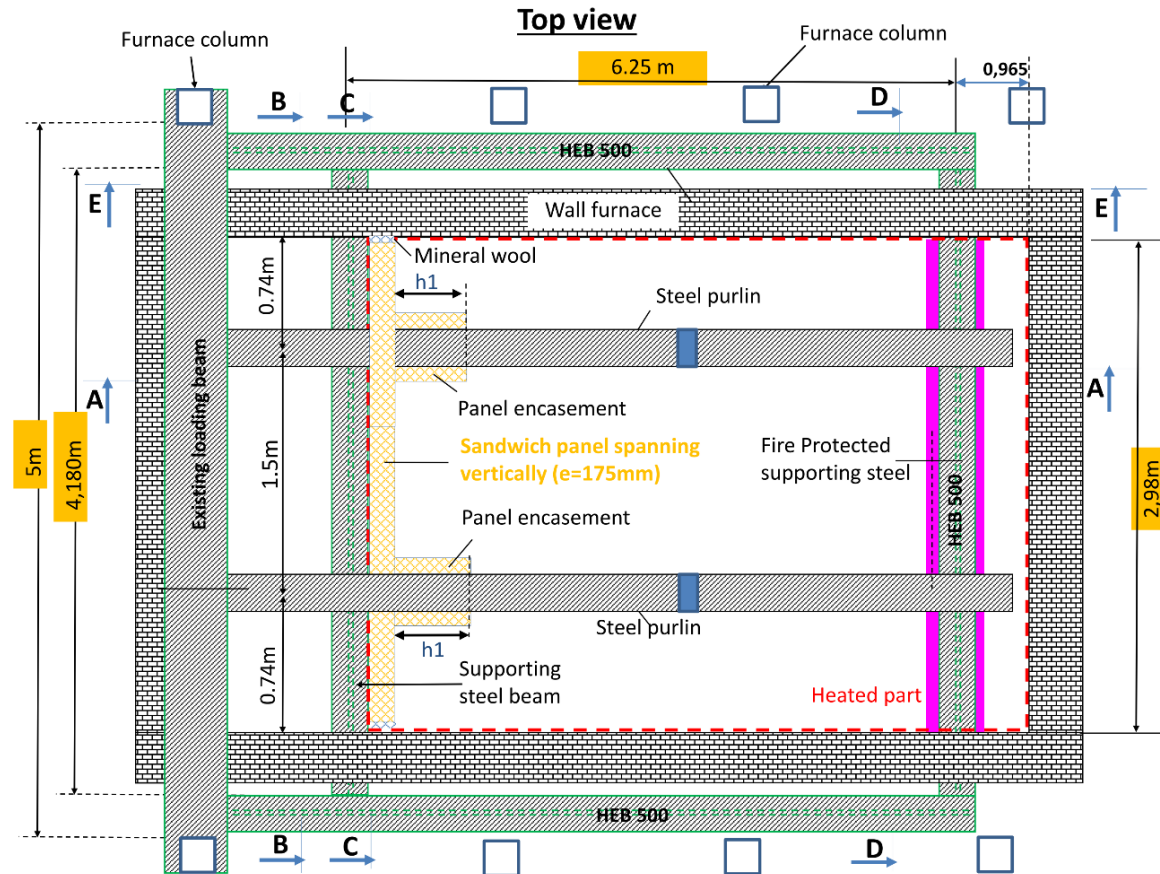 Top view
Furnace column
Furnace column
6.25 m
0,965
B
C
D
HEB 500
E
E
Wall furnace
Mineral wool
h1
0.74m
Steel purlin
A
A
Panel encasement
Existing loading beam
5m
4,180m
1.5m
Sandwich panel spanning
vertically (e=175mm)
Fire Protected
supporting steel
HEB 500
2,98m
Panel encasement
Steel purlin
h1
0.74m
Supporting
steel beam
Heated part
HEB 500
B
C
D